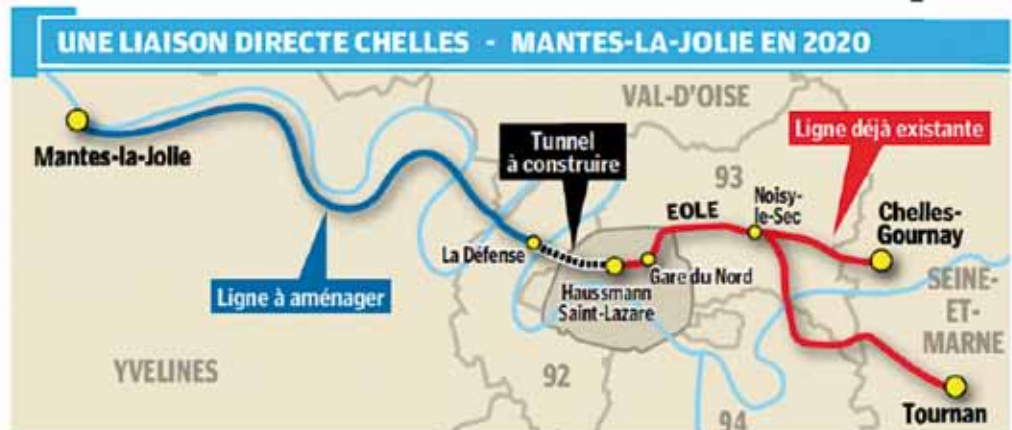 UNE LIAISON DIRECTE CHELLES - MANTES-LA-JOLIE EN 2020
VAL-D'OISE
Ligne déjà existante
Tunnel
à construire
Mantes-la-Jolie
93
Noisy-
le-Sec
EOLE
Chelles-
Gournay
La Défense
Gare du Nord
Ligne à aménager
Haussmann
Saint-Lazare
SEINE-
ET-
MARNE
YVELINES
92
94
Tournan